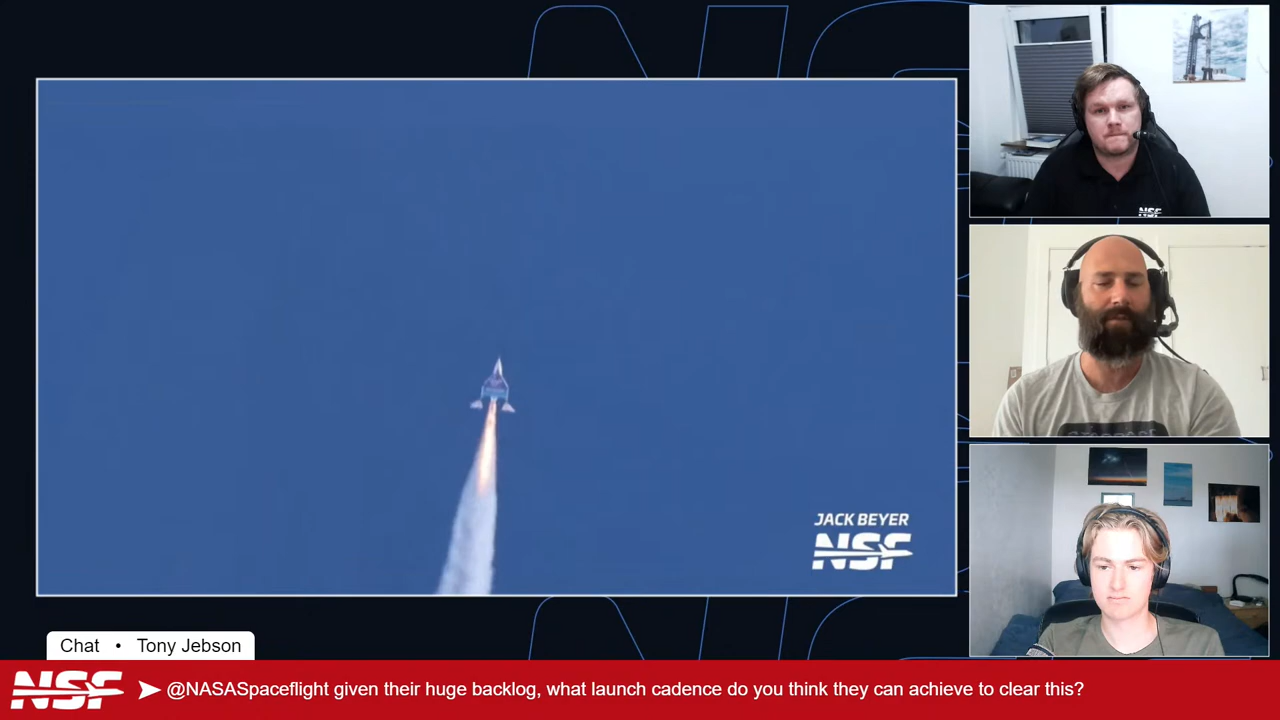 JACK BEYER
NSF
NSF
Chat • Tony Jebson
NSF @NASASpaceflight given their huge backlog, what launch cadence do you think they can achieve to clear this?